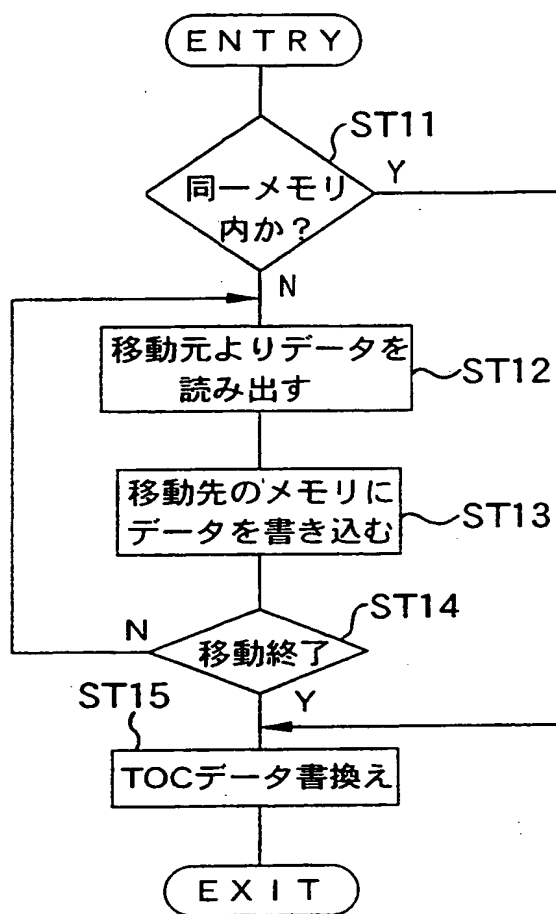 ENTRY
ST11
同一メモリ
内か?
Y
N
移動元よりデータを
読み出す
ST12
移動先のメモリに
データを書き込む
ST13
ST14
N
移動終了
Y
ST15
TOCデータ書換え
EXIT